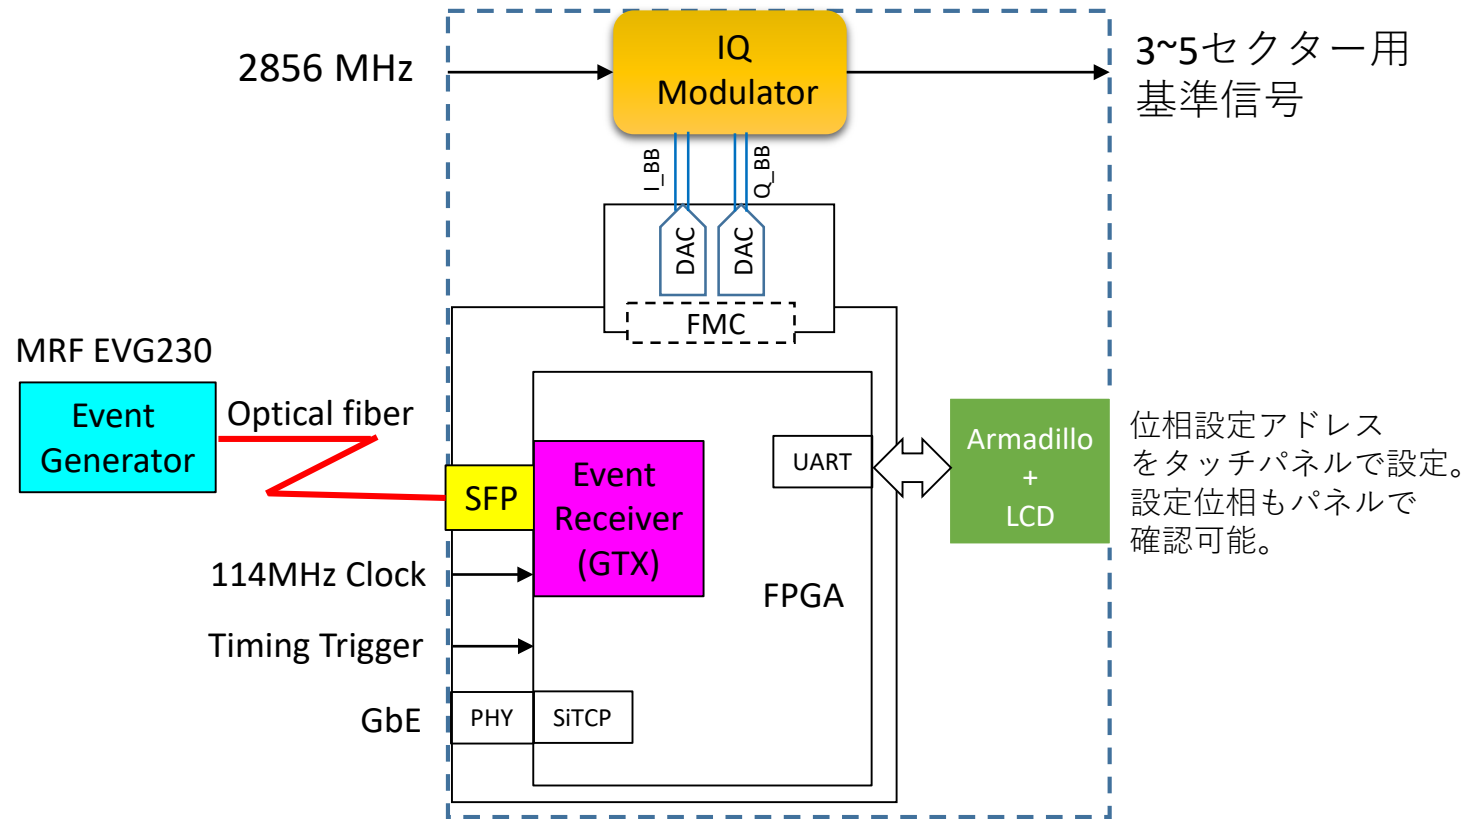 2856 MHz
IQ
Modulator
3~5セクター用
基準信号
I_BB
Q_BB
DAC
DAC
FMC
MRF EVG230
Event
Generator
Optical fiber
SFP
Event
Receiver
(GTX)
UART
Armadillo
+
LCD
位相設定アドレス
をタッチパネルで設定。
設定位相もパネルで
確認可能。
114MHz Clock
FPGA
Timing Trigger
GbE
PHY
SiTCP